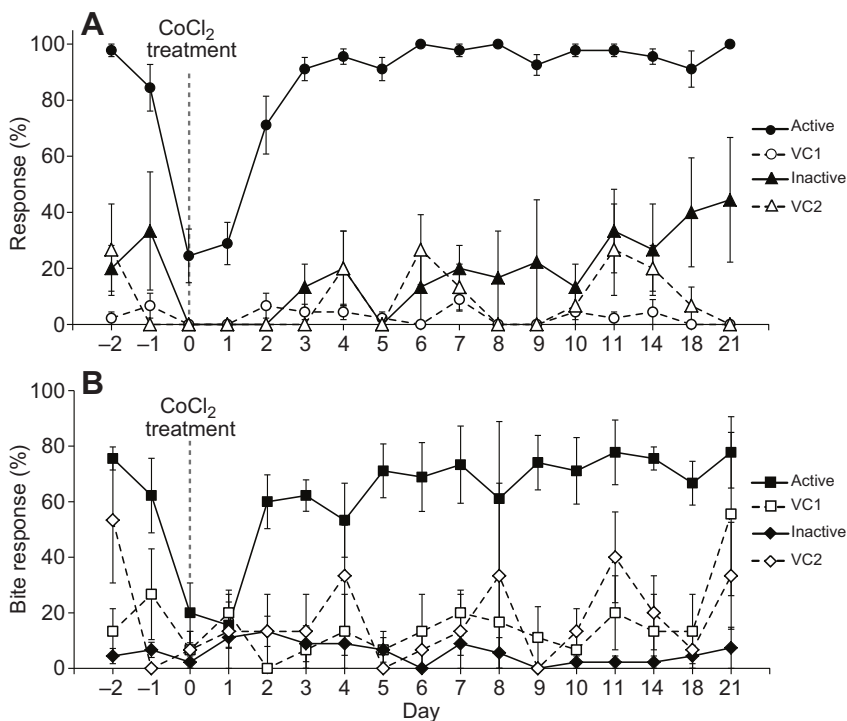 A
CoCl2
treatment
100
80
60
40
20
0
Response (%)
–2 –1 0 1 2 3 4 5 6 7 8 9 10 11 14 18 21
Active
VC1
Inactive
VC2
B
CoCl2
treatment
100
80
60
40
20
0
Bite response (%)
–2 –1 0 1 2 3 4 5 6 7 8 9 10 11 14 18 21
Day
Active
VC1
Inactive
VC2